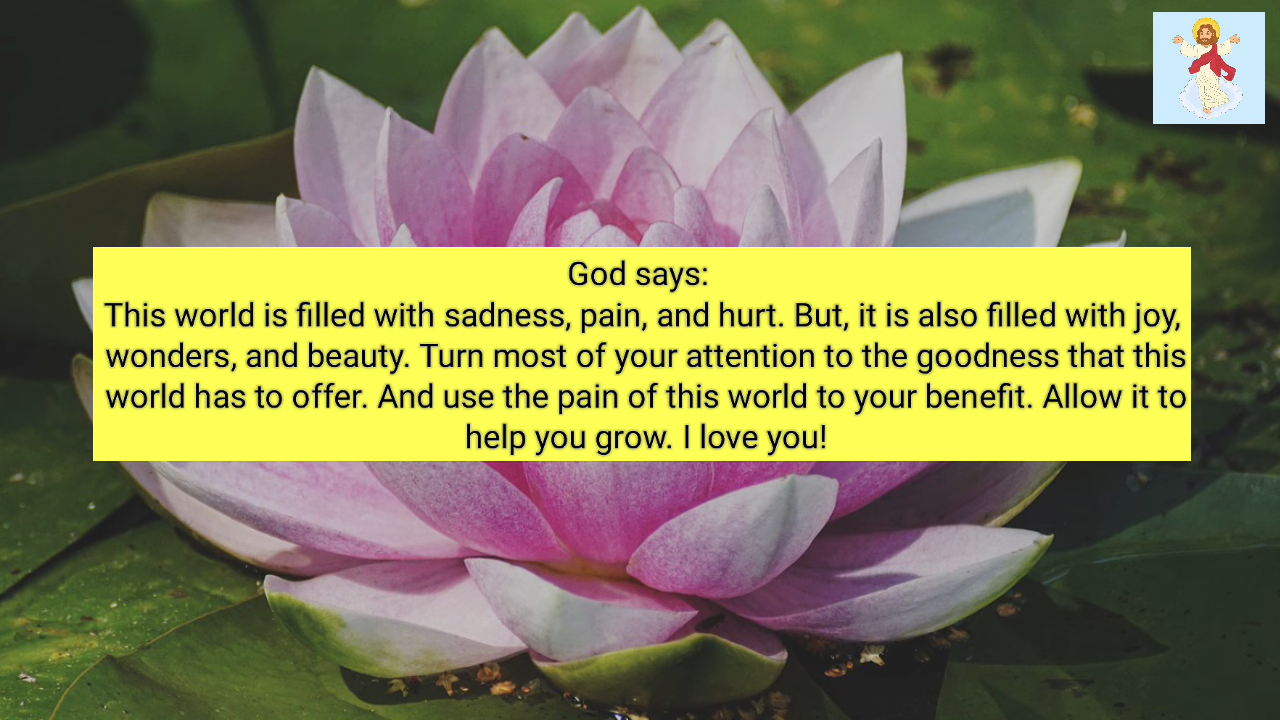 God says:
This world is filled with sadness, pain, and hurt. But, it is also filled with joy,
wonders, and beauty. Turn most of your attention to the goodness that this
world has to offer. And use the pain of this world to your benefit. Allow it to
help you grow. I love you!